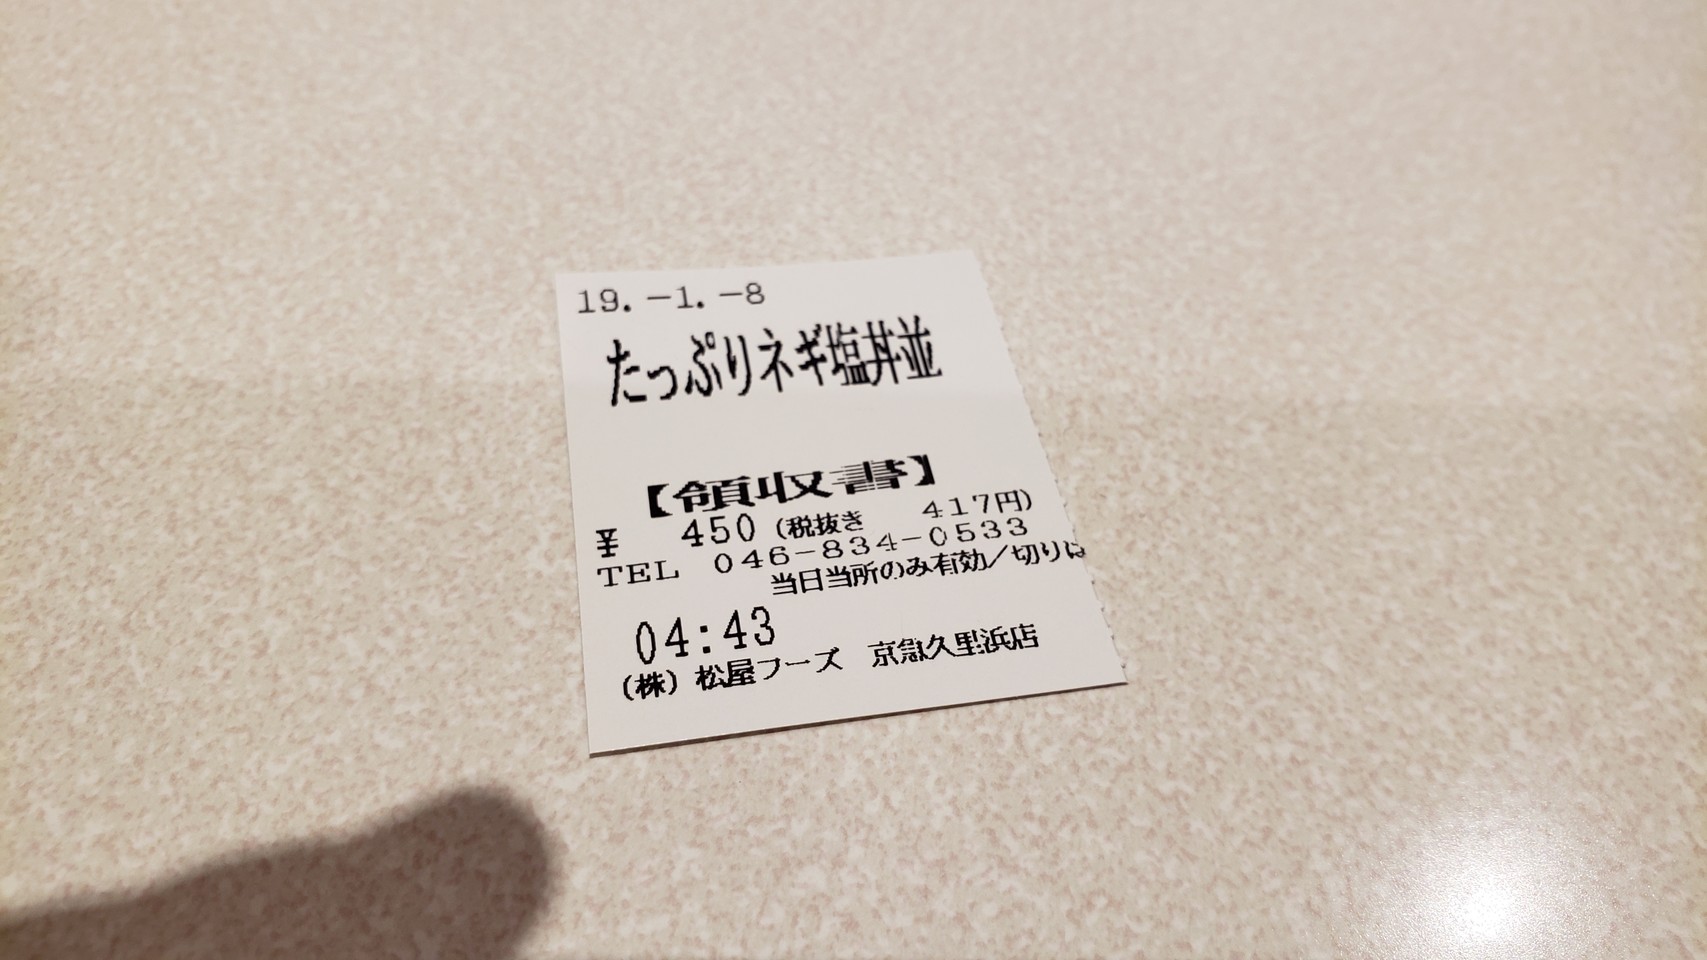 19.-1.-8
たっぷりネギ塩丼並
【領収書】
¥ 450(税抜き 417円)
TEL 046-834-0533
当日当所のみ有効/切りは
04:43
(株)松屋フーズ 京急久里浜店